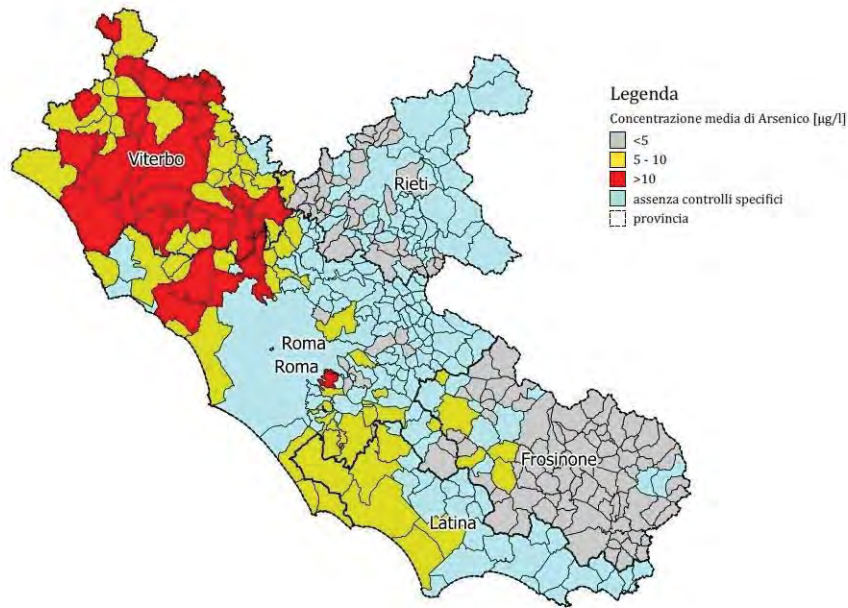 Viterbo
Rieti
Roma
Roma
Frosinone
Latina
Legenda
Concentrazione media di Arsenico [µg/l]
<5
5 - 10
>10
assenza controlli specifici
provincia